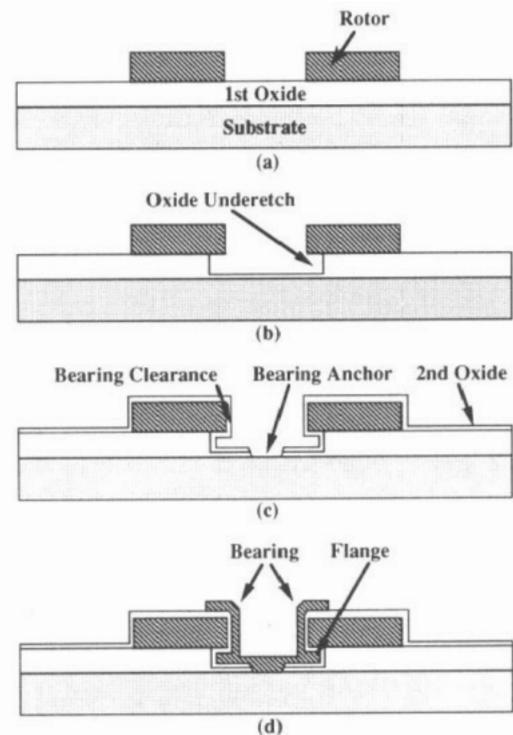 Rotor
1st Oxide
Substrate
(a)
Oxide Underetch
(b)
Bearing Clearance
Bearing Anchor
2nd Oxide
(c)
Bearing
Flange
(d)